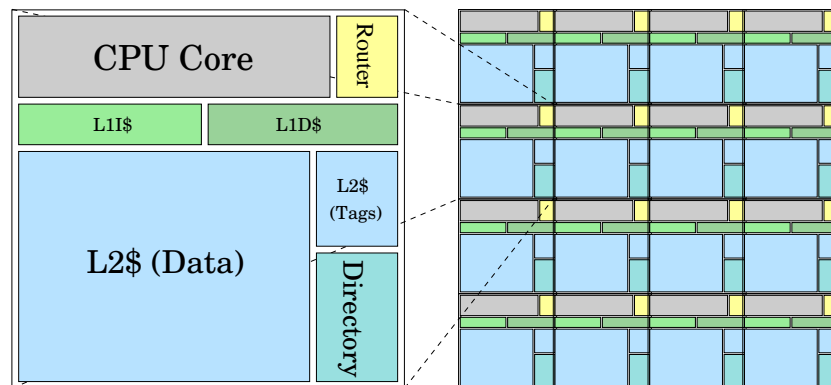 CPU Core
Router
L1I$
L1D$
L2$ (Data)
L2$
(Tags)
Directory